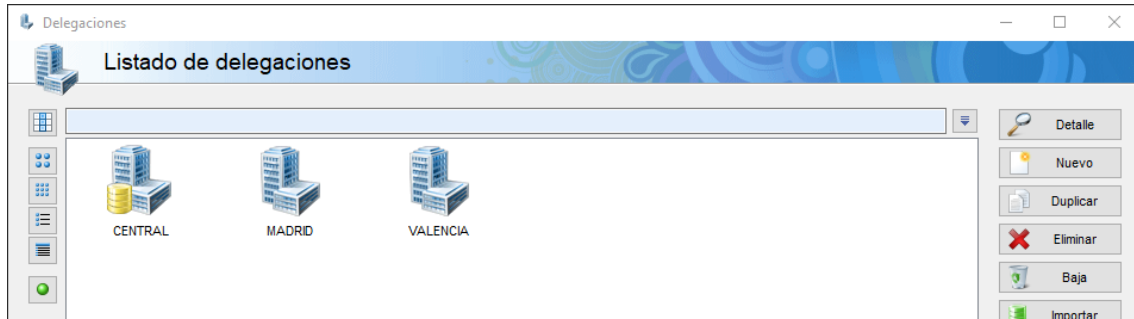 Delegaciones
Listado de delegaciones
Detalle
Nuevo
Duplicar
Eliminar
Baja
Importar
CENTRAL MADRID VALENCIA